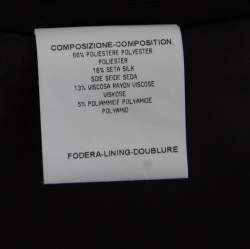 COMPOSIZIONE-COMPOSITION
66% POLIESTERE POLYESTER
POLIESTER
16% SETA SILK
SOIE SEIDE SEDA
13% VISCOSA RAYON VISCOSE
VISKOSE
5% POLIAMMIDE POLYAMIDE
POLYAMID
FODERA-LINING-DOUBLURE